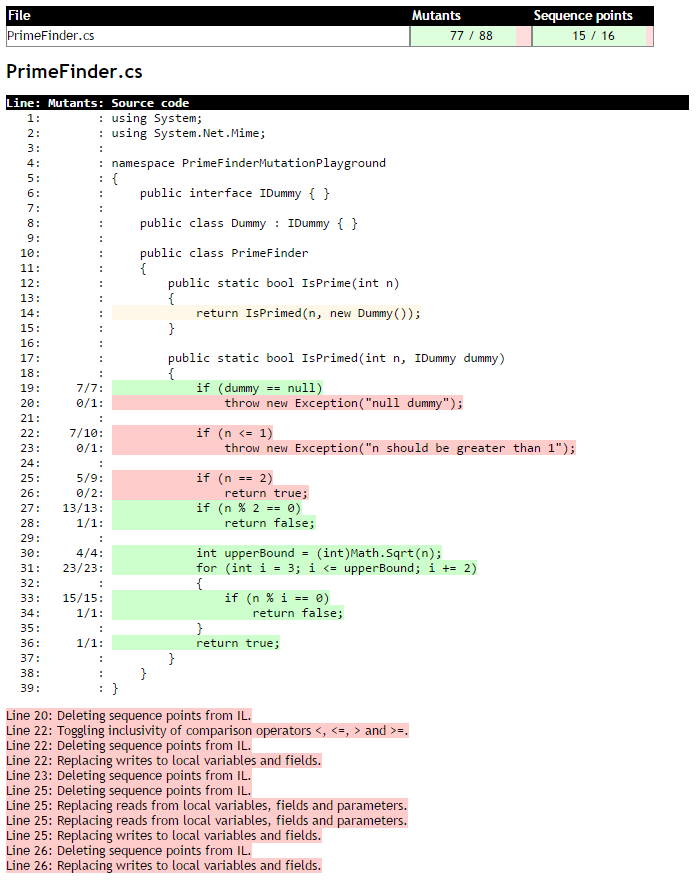 File Mutants Sequence points
PrimeFinder.cs 77 / 88 15 / 16
PrimeFinder.cs
Line: Mutants: Source code
1: : using System;
2: : using System.Net.Mime;
3: :
4: : namespace PrimeFinderMutationPlayground
5: : {
6: : public interface IDummy { }
7: :
8: : public class Dummy : IDummy { }
9: :
10: : public class PrimeFinder
11: : {
12: : public static bool IsPrime(int n)
13: : {
14: : return IsPrimed(n, new Dummy());
15: : }
16: :
17: : public static bool IsPrimed(int n, IDummy dummy)
18: : {
19: 7/7: if (dummy == null)
20: 0/1: throw new Exception("null dummy");
21: :
22: 7/10: if (n <= 1)
23: 0/1: throw new Exception("n should be greater than 1");
24: :
25: 5/9: if (n == 2)
26: 0/2: return true;
27: 13/13: if (n % 2 == 0)
28: 1/1: return false;
29: :
30: 4/4: int upperBound = (int)Math.Sqrt(n);
31: 23/23: for (int i = 3; i <= upperBound; i += 2)
32: : {
33: 15/15: if (n % i == 0)
34: 1/1: return false;
35: : }
36: 1/1: return true;
37: : }
38: : }
39: : }
Line 20: Deleting sequence points from IL.
Line 22: Toggling inclusivity of comparison operators <, <=, > and >=.
Line 22: Deleting sequence points from IL.
Line 22: Replacing writes to local variables and fields.
Line 23: Deleting sequence points from IL.
Line 25: Deleting sequence points from IL.
Line 25: Replacing reads from local variables, fields and parameters.
Line 25: Replacing reads from local variables, fields and parameters.
Line 25: Replacing writes to local variables and fields.
Line 26: Deleting sequence points from IL.
Line 26: Replacing writes to local variables and fields.